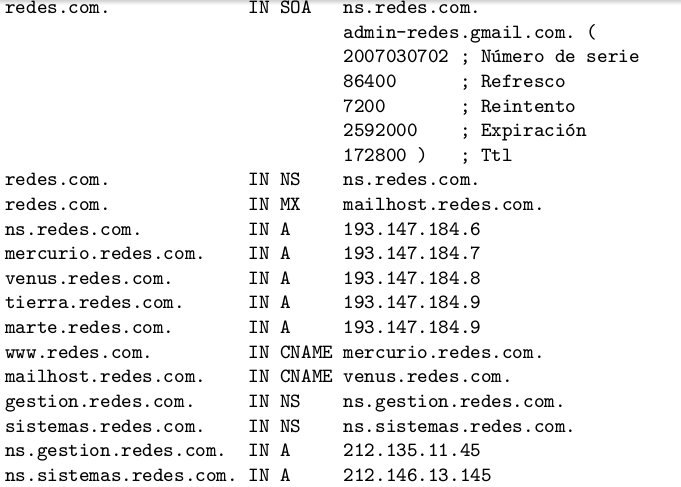 redes.com. IN SOA ns.redes.com.
admin-redes.gmail.com. (
2007030702 ; Número de serie
86400 ; Refresco
7200 ; Reintento
2592000 ; Expiración
172800 ) ; Ttl
redes.com. IN NS ns.redes.com.
redes.com. IN MX mailhost.redes.com.
ns.redes.com. IN A 193.147.184.6
mercurio.redes.com. IN A 193.147.184.7
venus.redes.com. IN A 193.147.184.8
tierra.redes.com. IN A 193.147.184.9
marte.redes.com. IN A 193.147.184.9
www.redes.com. IN CNAME mercurio.redes.com.
mailhost.redes.com. IN CNAME venus.redes.com.
gestion.redes.com. IN NS ns.gestion.redes.com.
sistemas.redes.com. IN NS ns.sistemas.redes.com.
ns.gestion.redes.com. IN A 212.135.11.45
ns.sistemas.redes.com. IN A 212.146.13.145